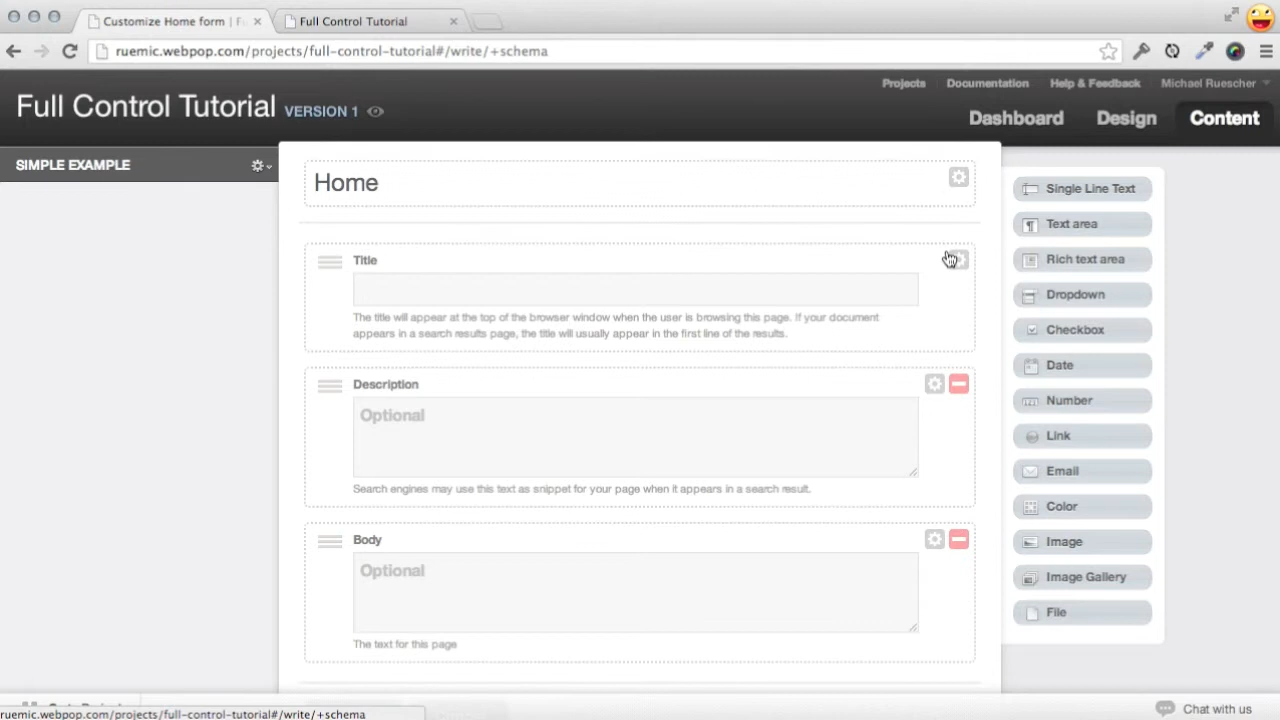 Customize Home form | F
Full Control Tutorial
ruemic.webpop.com/projects/full-control-tutorial#/write/+schema
Projects
Documentation
Help & Feedback
Michael Ruescher
Full Control Tutorial
VERSION 1
Dashboard
Design
Content
SIMPLE EXAMPLE
Home
Title
The title will appear at the top of the browser window when the user is browsing this page. If your document
appears in a search results page, the title will usually appear in the first line of the results.
Description
Optional
Search engines may use this text as snippet for your page when it appears in a search result.
Body
Optional
The text for this page
Single Line Text
Text area
Rich text area
Dropdown
Checkbox
Date
Number
Link
Email
Color
Image
Image Gallery
File
ruemic.webpop.com/projects/full-control-tutorial#/write/+schema
Chat with us